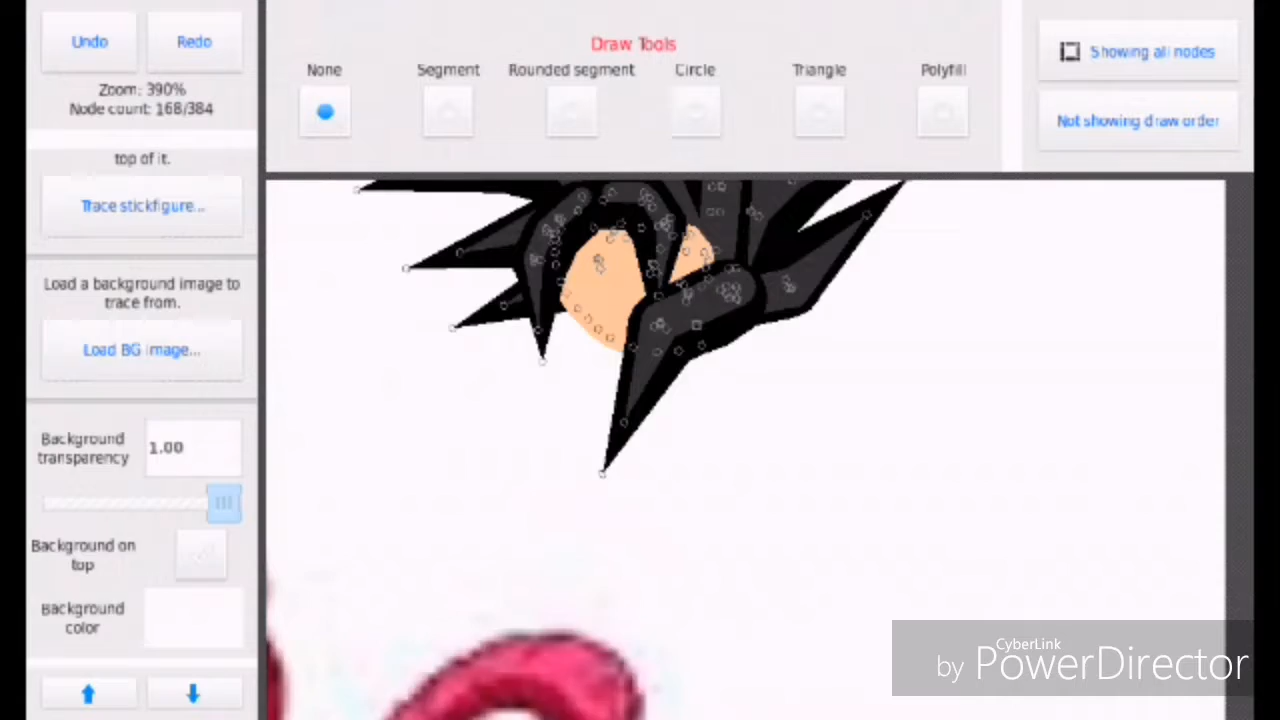 Undo
Redo
Zoom: 390%
Node count: 168/384
top of it.
Trace stickfigure...
Load a background image to
trace from.
Load BG Image...
Background
transparency
1.00
Background on
top
Background
color
Draw Tools
None
Segment
Rounded segment
Circle
Triangle
Polyfill
Showing all nodes
Not showing draw order
CyberLink
by PowerDirector